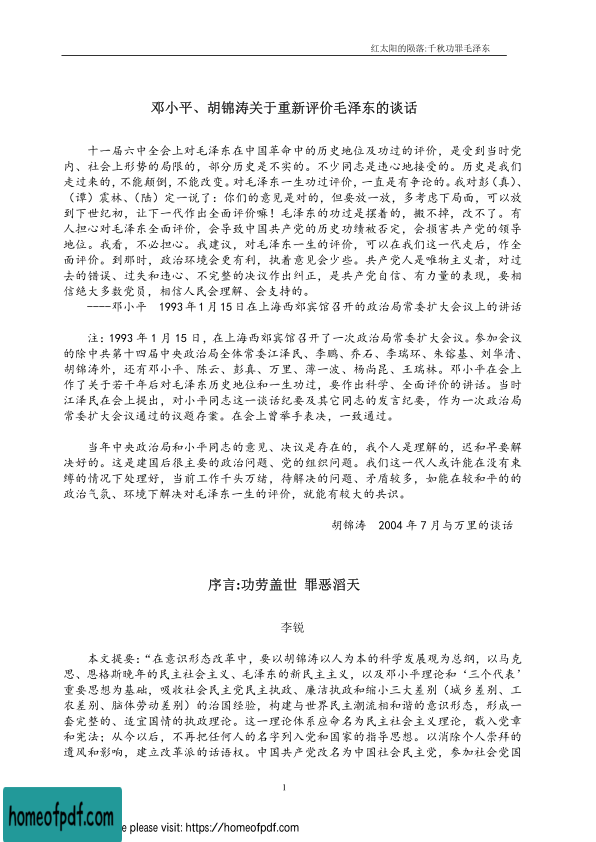 红太阳的陨落:千秋功罪毛泽东
邓小平、胡锦涛关于重新评价毛泽东的谈话
十一届六中全会上对毛泽东在中国革命中的历史地位及功过的评价，是受到当时党
内、社会上形势的局限的，部分历史是不实的。不少同志是违心地接受的。历史是我们
走过来的，不能颠倒，不能改变。对毛泽东一生功过评价，一直是有争论的。我对彭(真)、
（谭）震林、(陆）定一说了：你们的意见是对的，但要放一放，多考虑下局面，可以放
到下世纪初，让下一代作出全面评价嘛！毛泽东的功过是摆着的，搬不掉，改不了。有
人担心对毛泽东全面评价，会导致中国共产党的历史功绩被否定，会损害共产党的领导
地位。我看，不必担心。我建议，对毛泽东一生的评价，可以在我们这一代走后，作全
面评价。到那时，政治环境会更有利，执着意见会少些。共产党人是唯物主义者，对过
去的错误、过失和违心、不完整的决议作出纠正，是共产党自信、有力量的表现，要相
信绝大多数党员，相信人民会理解、会支持的。
----邓小平 1993年1月15日在上海西郊宾馆召开的政治局常委扩大会议上的讲话
注：1993年1月15日，在上海西郊宾馆召开了一次政治局常委扩大会议。参加会议
的除中共第十四届中央政治局全体常委江泽民、李鹏、乔石、李瑞环、朱镕基、刘华清、
胡锦涛外，还有邓小平、陈云、彭真、万里、薄一波、杨尚昆、王瑞林。邓小平在会上
作了关于若干年后对毛泽东历史地位和一生功过，要作出科学、全面评价的讲话。当时
江泽民在会上提出，对小平同志这一谈话纪要及其它同志的发言纪要，作为一次政治局
常委扩大会议通过的议题存案。在会上曾举手表决，一致通过。
当年中央政治局和小平同志的意见、决议是存在的，我个人是理解的，迟和早要解
决好的。这是建国后很主要的政治问题、党的组织问题。我们这一代人或许能在没有束
缚的情况下处理好，当前工作千头万绪，待解决的问题、矛盾较多，如能在较和平的的
政治气氛、环境下解决对毛泽东一生的评价，就能有较大的共识。
胡锦涛 2004年7月与万里的谈话
序言:功劳盖世 罪恶滔天
李锐
本文提要：“在意识形态改革中，要以胡锦涛以人为本的科学发展观为总纲，以马克
思、恩格斯晚年的民主社会主义、毛泽东的新民主主义，以及邓小平理论和‘三个代表’
重要思想为基础，吸收社会民主党民主执政、廉洁执政和缩小三大差别(城乡差别、工
农差别、脑体劳动差别）的治国经验，构建与世界民主潮流相和谐的意识形态，形成一
套完整的、适宜国情的执政理论。这一理论体系应命名为民主社会主义理论，载入党章
和宪法；从今以后，不再把任何人的名字列入党和国家的指导思想。以消除个人崇拜的
遗风和影响，建立改革派的话语权。中国共产党改名为中国社会民主党，参加社会党国
1
homeofpdf.com
e please visit: https://homeofpdf.com